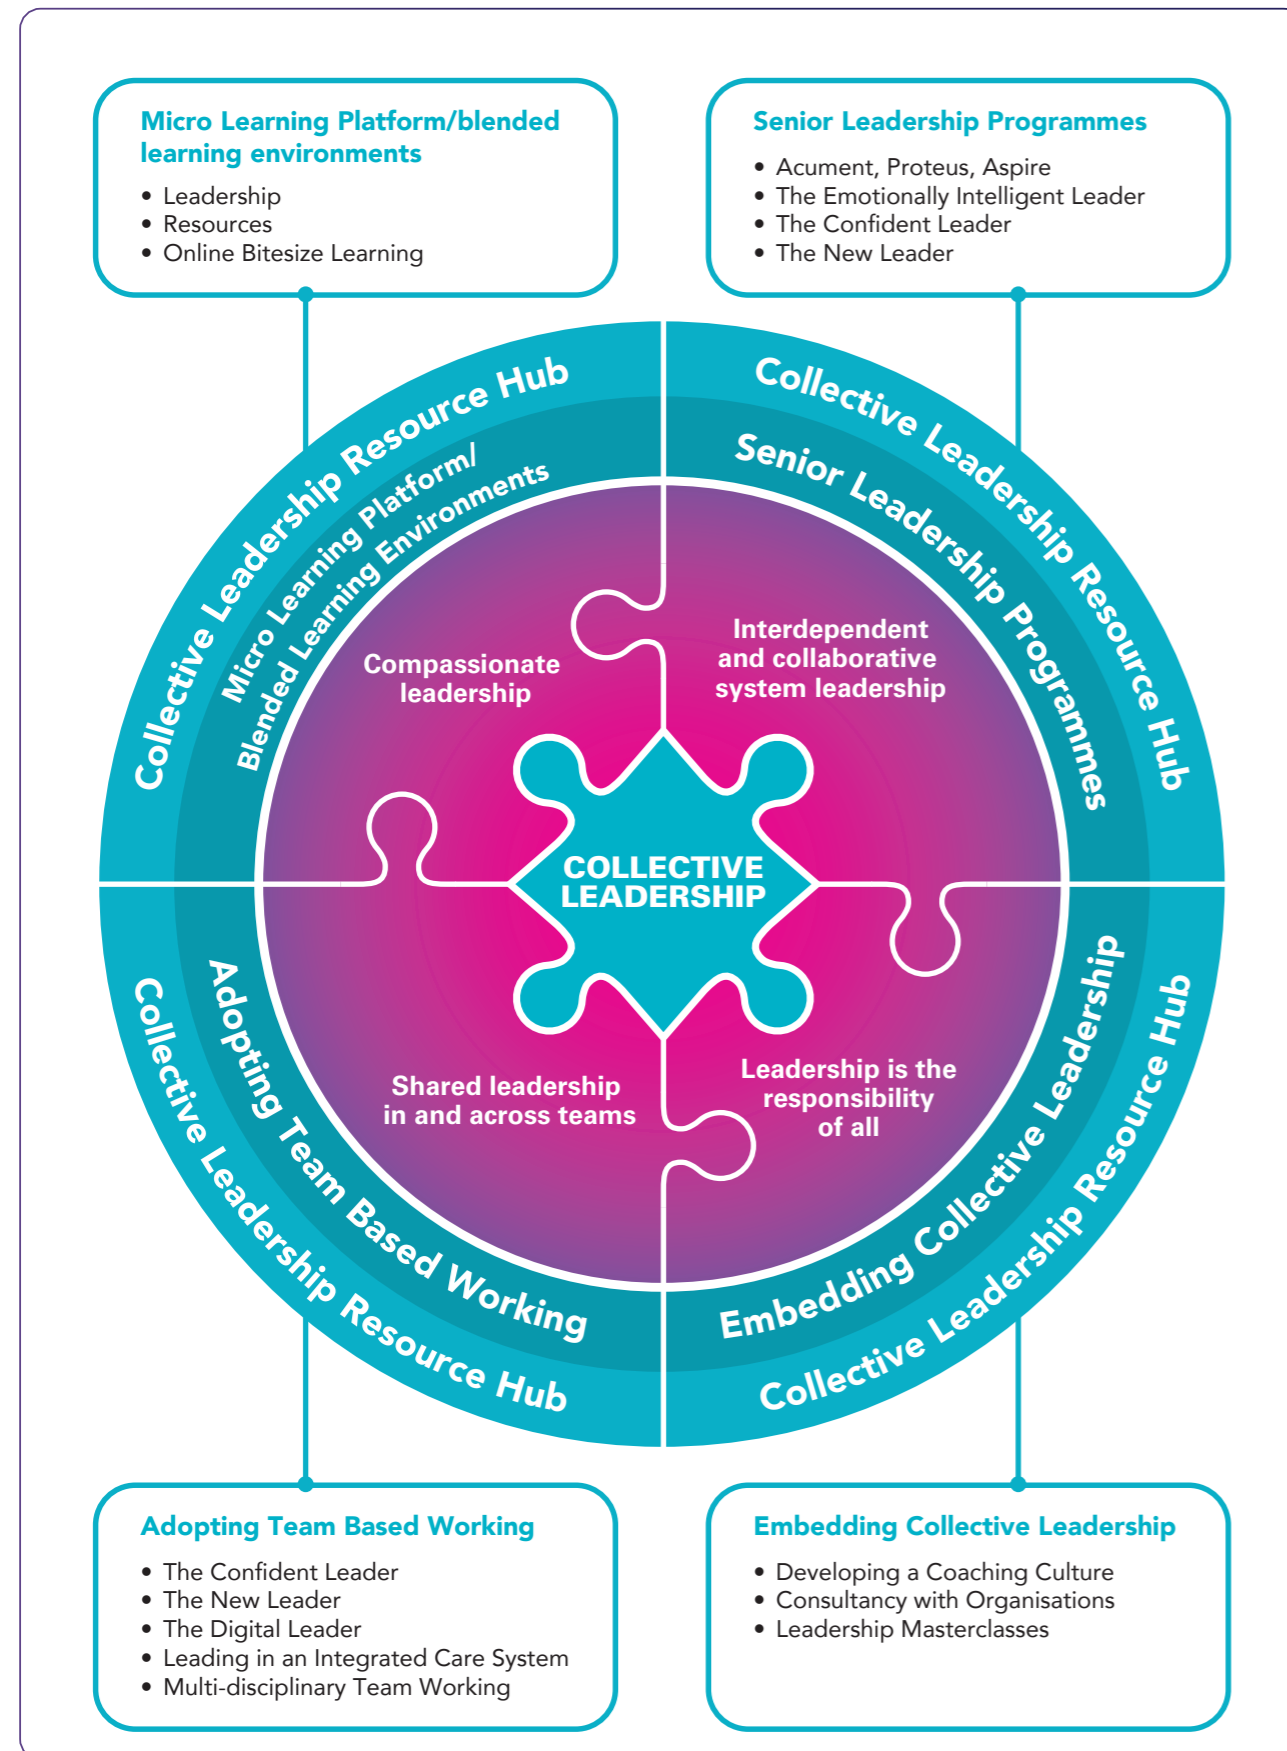 Micro Learning Platform/blended
learning environments
• Leadership
• Resources
• Online Bitesize Learning
Senior Leadership Programmes
• Acument, Proteus, Aspire
• The Emotionally Intelligent Leader
• The Confident Leader
• The New Leader
Collective Leadership Resource Hub
Micro Learning Platform/
Blended Learning Environments
Collective Leadership Resource Hub
Senior Leadership Programmes
Compassionate
leadership
Interdependent
and collaborative
system leadership
COLLECTIVE
LEADERSHIP
Shared leadership
in and across teams
Leadership is the
responsibility
of all
Adopting Team Based Working
Collective Leadership Resource Hub
Embedding Collective Leadership
Collective Leadership Resource Hub
Adopting Team Based Working
• The Confident Leader
• The New Leader
• The Digital Leader
• Leading in an Integrated Care System
• Multi-disciplinary Team Working
Embedding Collective Leadership
• Developing a Coaching Culture
• Consultancy with Organisations
• Leadership Masterclasses